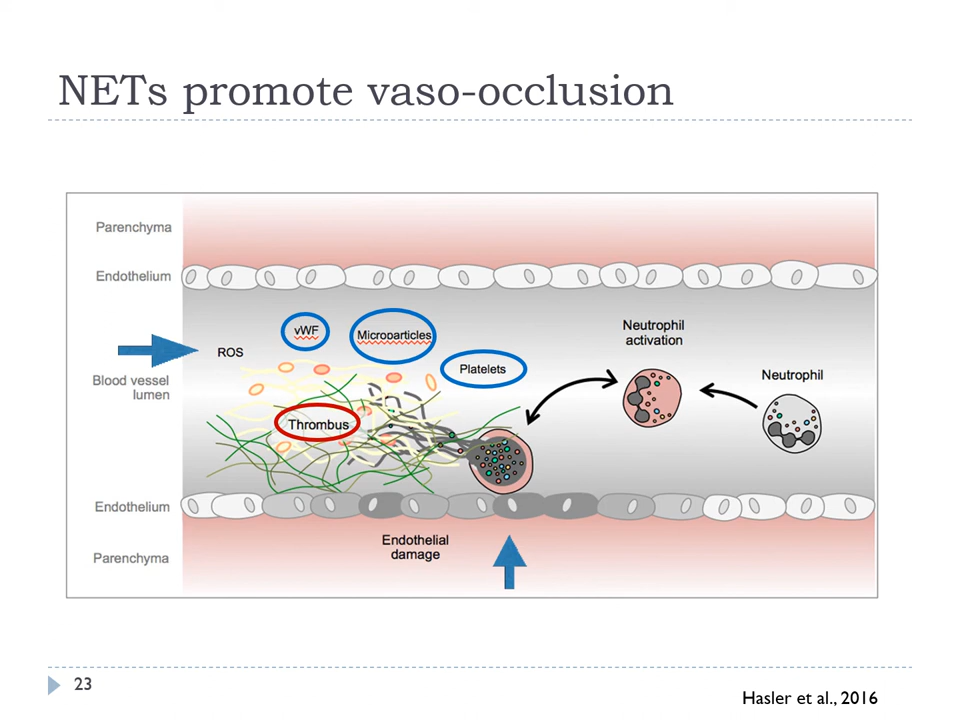 NETs promote vaso-occlusion
Parenchyma
Endothelium
Neutrophil
activation
vWF
Microparticles
ROS
Platelets
Neutrophil
Blood vessel
lumen
Thrombus
Endothelium
Endothelial
damage
Parenchyma
23
Hasler et al., 2016